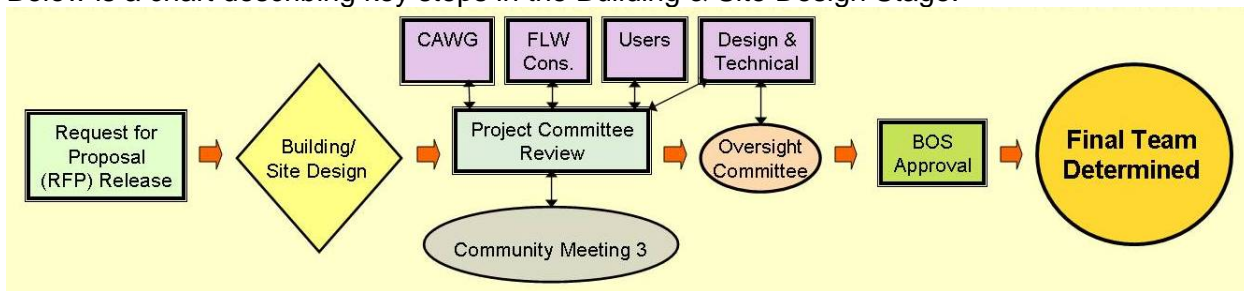 Below is a chart describing key steps in the Building & Site Design Stage.
CAWG
FLW
Cons.
Users
Design &
Technical
Request for
Proposal
(RFP) Release
Building/
Site Design
Project Committee
Review
Oversight
Committee
BOS
Approval
Final Team
Determined
Community Meeting 3